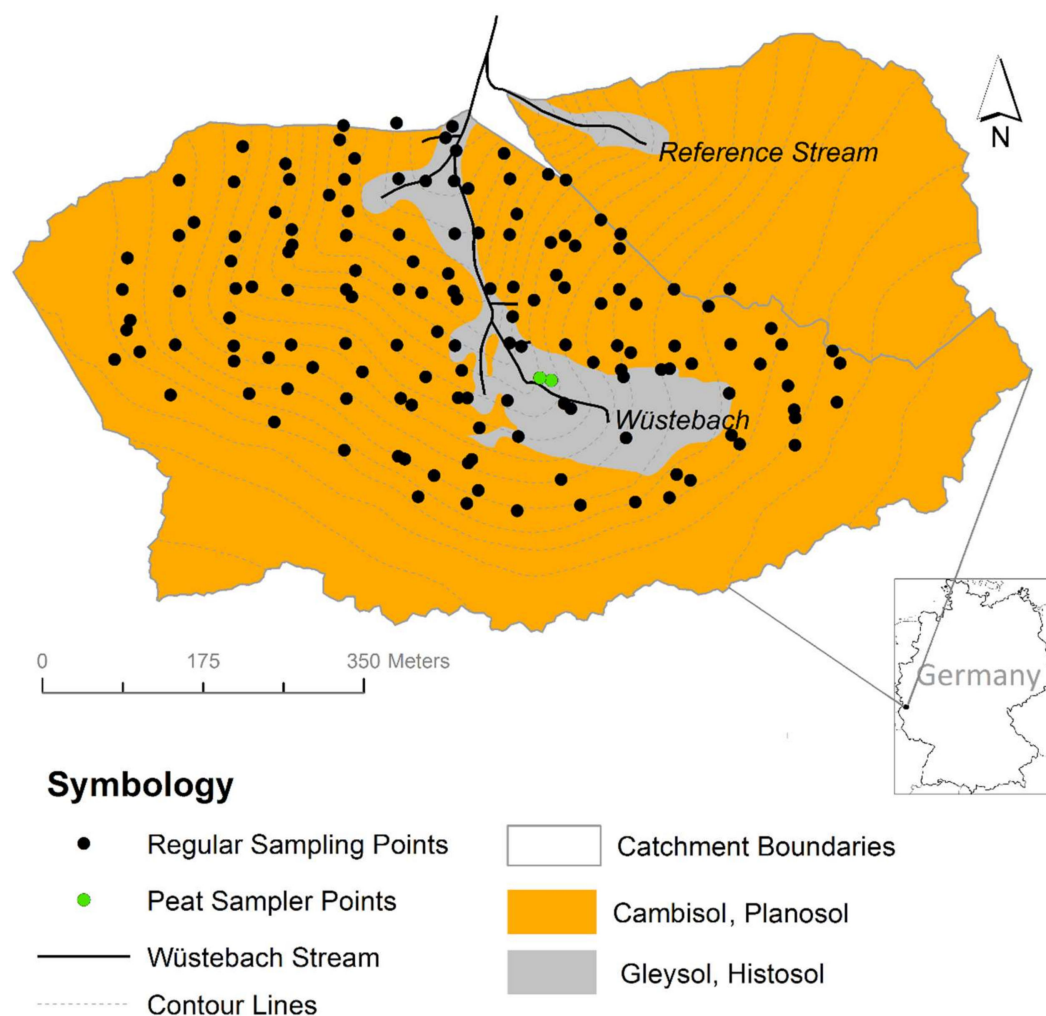 N
Reference Stream
Wüstebach
0 175 350 Meters
Germany
Symbology
Regular Sampling Points
Peat Sampler Points
Wüstebach Stream
Contour Lines
Catchment Boundaries
Cambisol, Planosol
Gleysol, Histosol